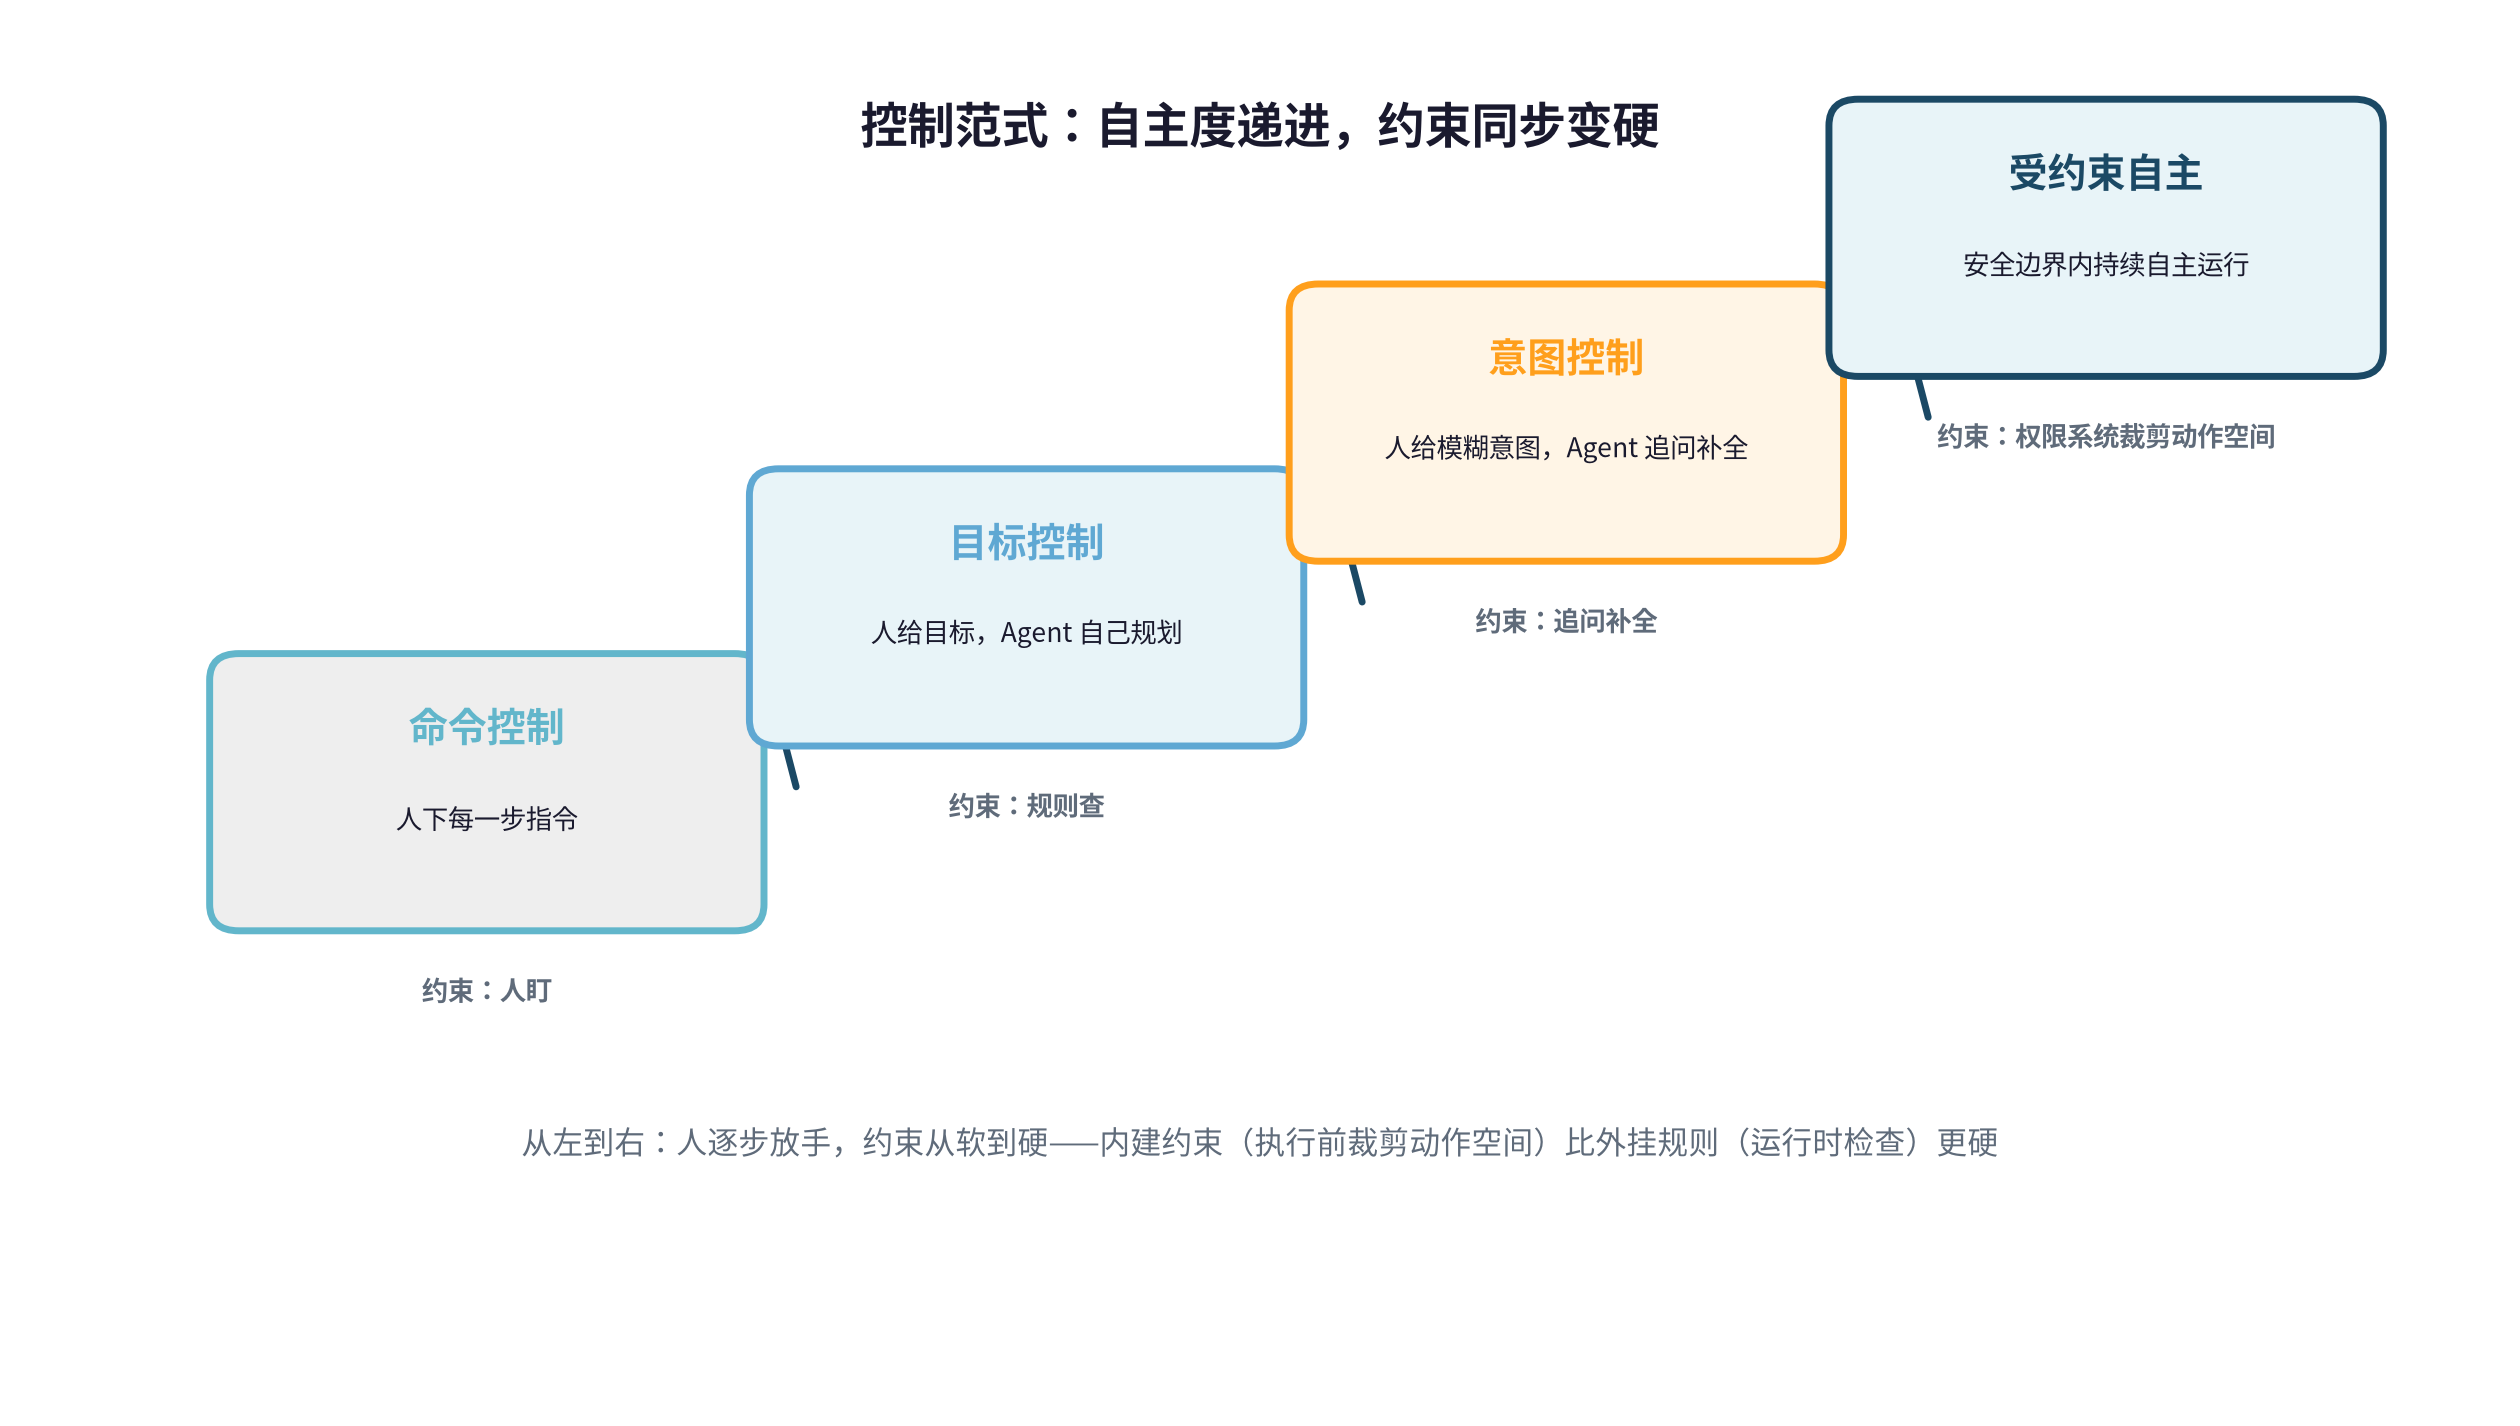 控制范式：自主度越高，约束同步变硬
受约束自主
安全边界内持续自主运行
约束：权限系统裁剪动作空间
意图控制
人给模糊意图，Agent 追问补全
约束：追问补全
目标控制
人给目标，Agent 自己规划
约束：规则查
命令控制
人下每一步指令
约束：人盯
从左到右：人逐步放手，约束从软到硬——内建约束（执行前裁剪动作空间）比外挂规则（运行时检查）更硬